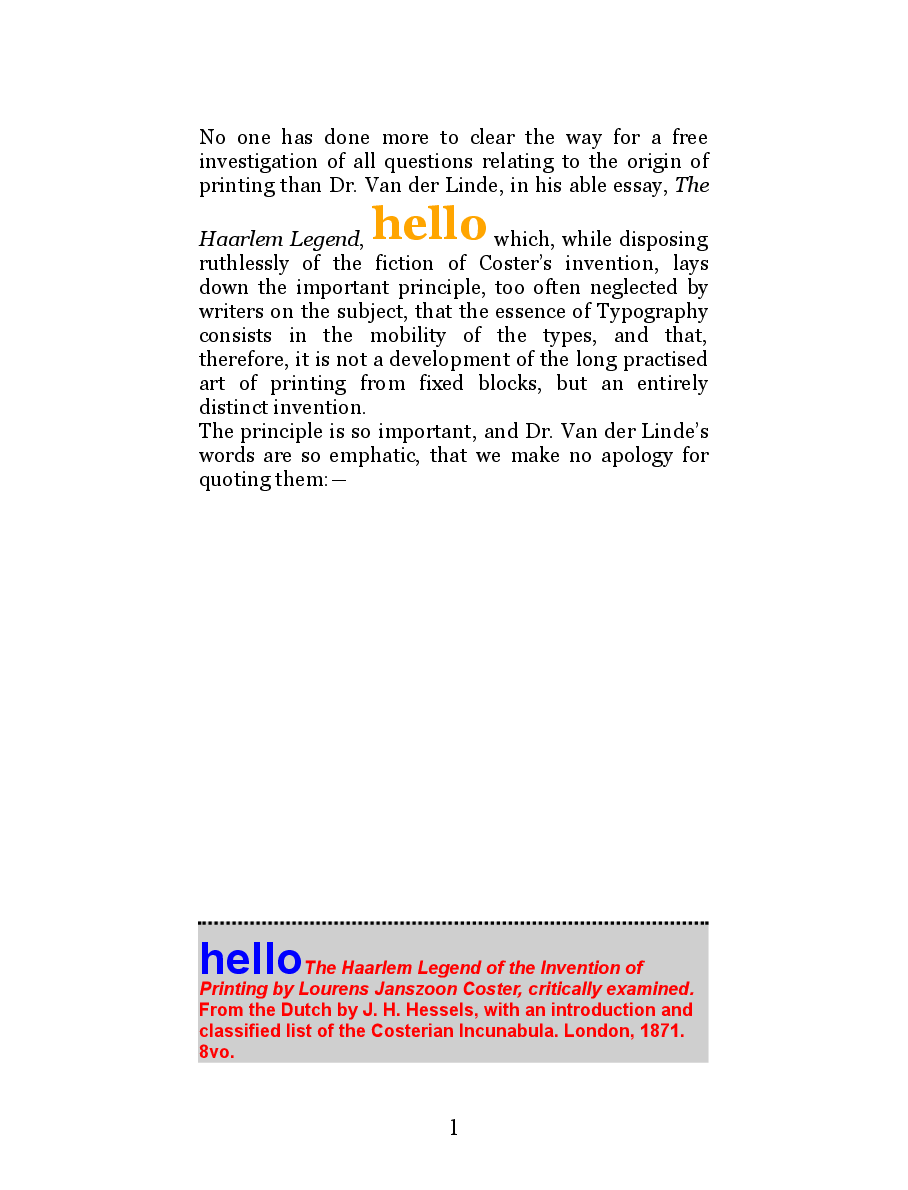 No one has done more to clear the way for a free
investigation of all questions relating to the origin of
printing than Dr. Van der Linde, in his able essay, The
Haarlem Legend, hello which, while disposing
ruthlessly of the fiction of Coster’s invention, lays
down the important principle, too often neglected by
writers on the subject, that the essence of Typography
consists in the mobility of the types, and that,
therefore, it is not a development of the long practised
art of printing from fixed blocks, but an entirely
distinct invention.
The principle is so important, and Dr. Van der Linde’s
words are so emphatic, that we make no apology for
quoting them:—
hello The Haarlem Legend of the Invention of
Printing by Lourens Janszoon Coster, critically examined.
From the Dutch by J. H. Hessels, with an introduction and
classified list of the Costerian Incunabula. London, 1871.
8vo.
1